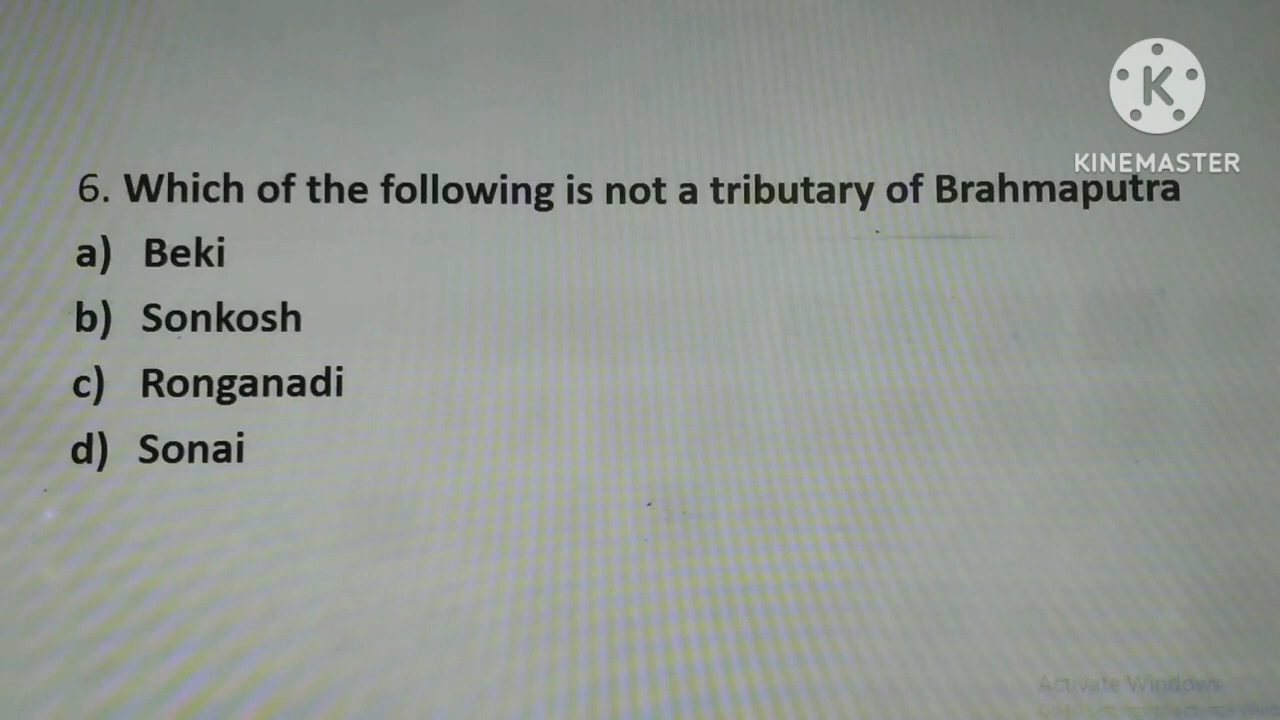 KINEMASTER
6. Which of the following is not a tributary of Brahmaputra
a) Beki
b) Sonkosh
c) Ronganadi
d) Sonai
Activate Windows